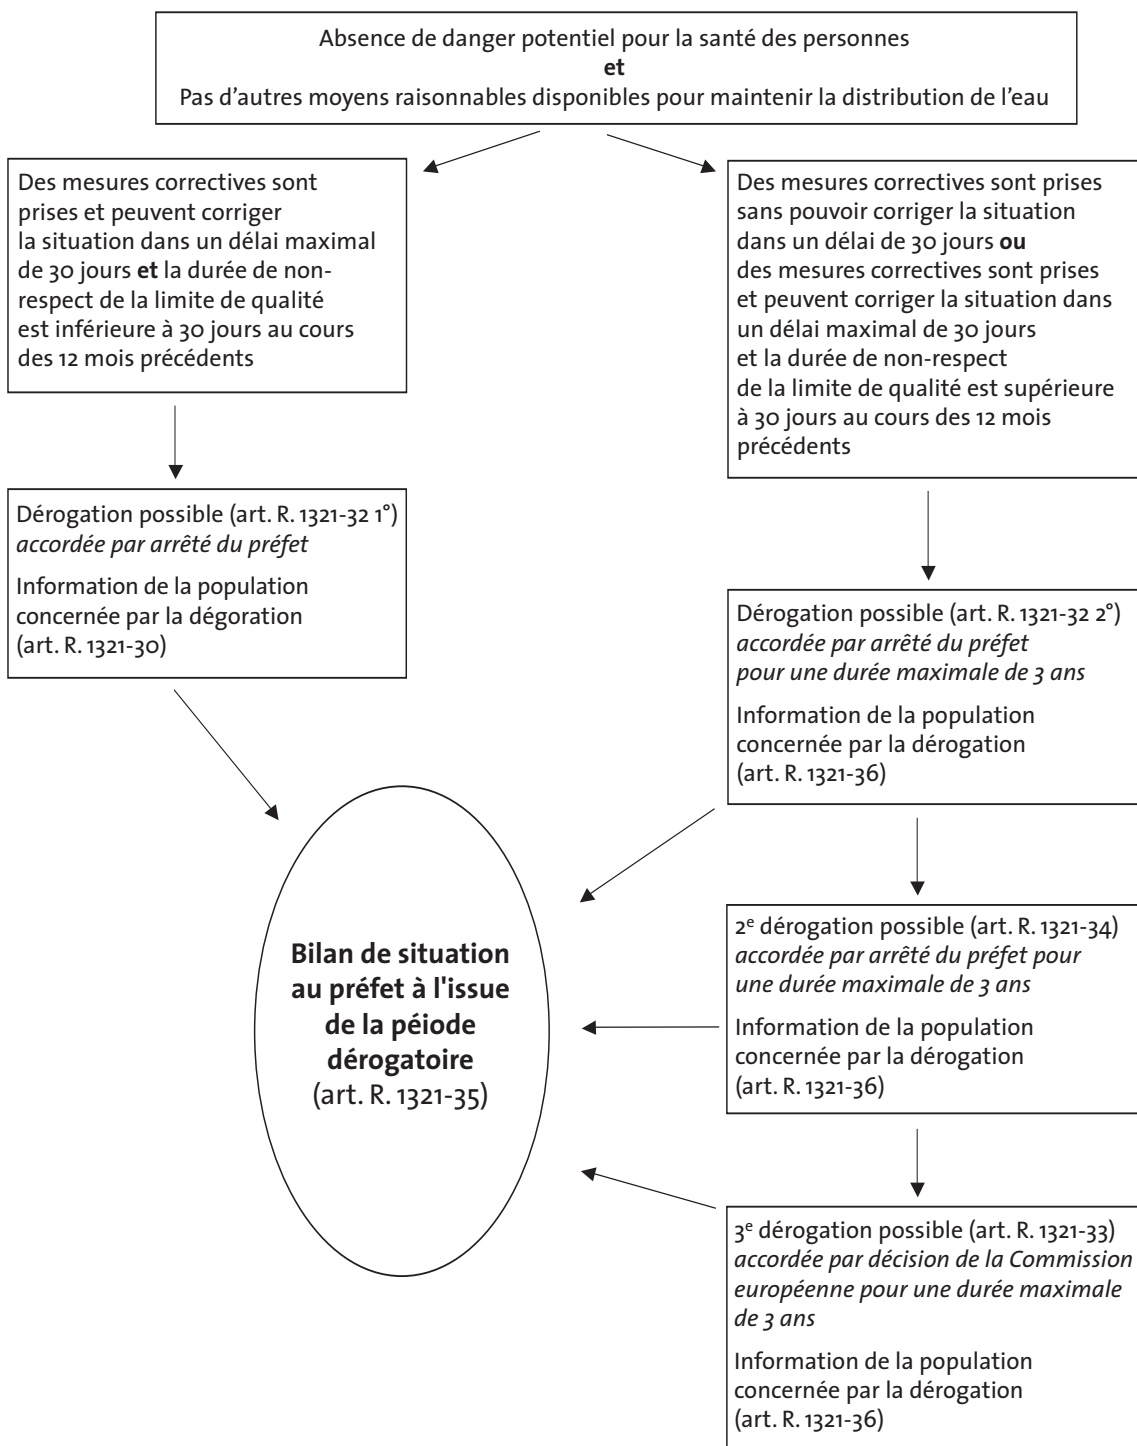 Absence de danger potentiel pour la santé des personnes
et
Pas d'autres moyens raisonnables disponibles pour maintenir la distribution de l'eau
Des mesures correctives sont
prises et peuvent corriger
la situation dans un délai maximal
de 30 jours et la durée de non-
respect de la limite de qualité
est inférieure à 30 jours au cours
des 12 mois précédents
Des mesures correctives sont prises
sans pouvoir corriger la situation
dans un délai de 30 jours ou
des mesures correctives sont prises
et peuvent corriger la situation dans
un délai maximal de 30 jours
et la durée de non-respect
de la limite de qualité est supérieure
à 30 jours au cours des 12 mois
précédents
Dérogation possible (art. R. 1321-32 1°)
accordée par arrêté du préfet
Information de la population
concernée par la dégoration
(art. R. 1321-30)
Dérogation possible (art. R. 1321-32 2°)
accordée par arrêté du préfet
pour une durée maximale de 3 ans
Information de la population
concernée par la dérogation
(art. R. 1321-36)
Bilan de situation
au préfet à l'issue
de la péiode
dérogatoire
(art. R. 1321-35)
2e dérogation possible (art. R. 1321-34)
accordée par arrêté du préfet pour
une durée maximale de 3 ans
Information de la population
concernée par la dérogation
(art. R. 1321-36)
3e dérogation possible (art. R. 1321-33)
accordée par décision de la Commission
européenne pour une durée maximale
de 3 ans
Information de la population
concernée par la dérogation
(art. R. 1321-36)